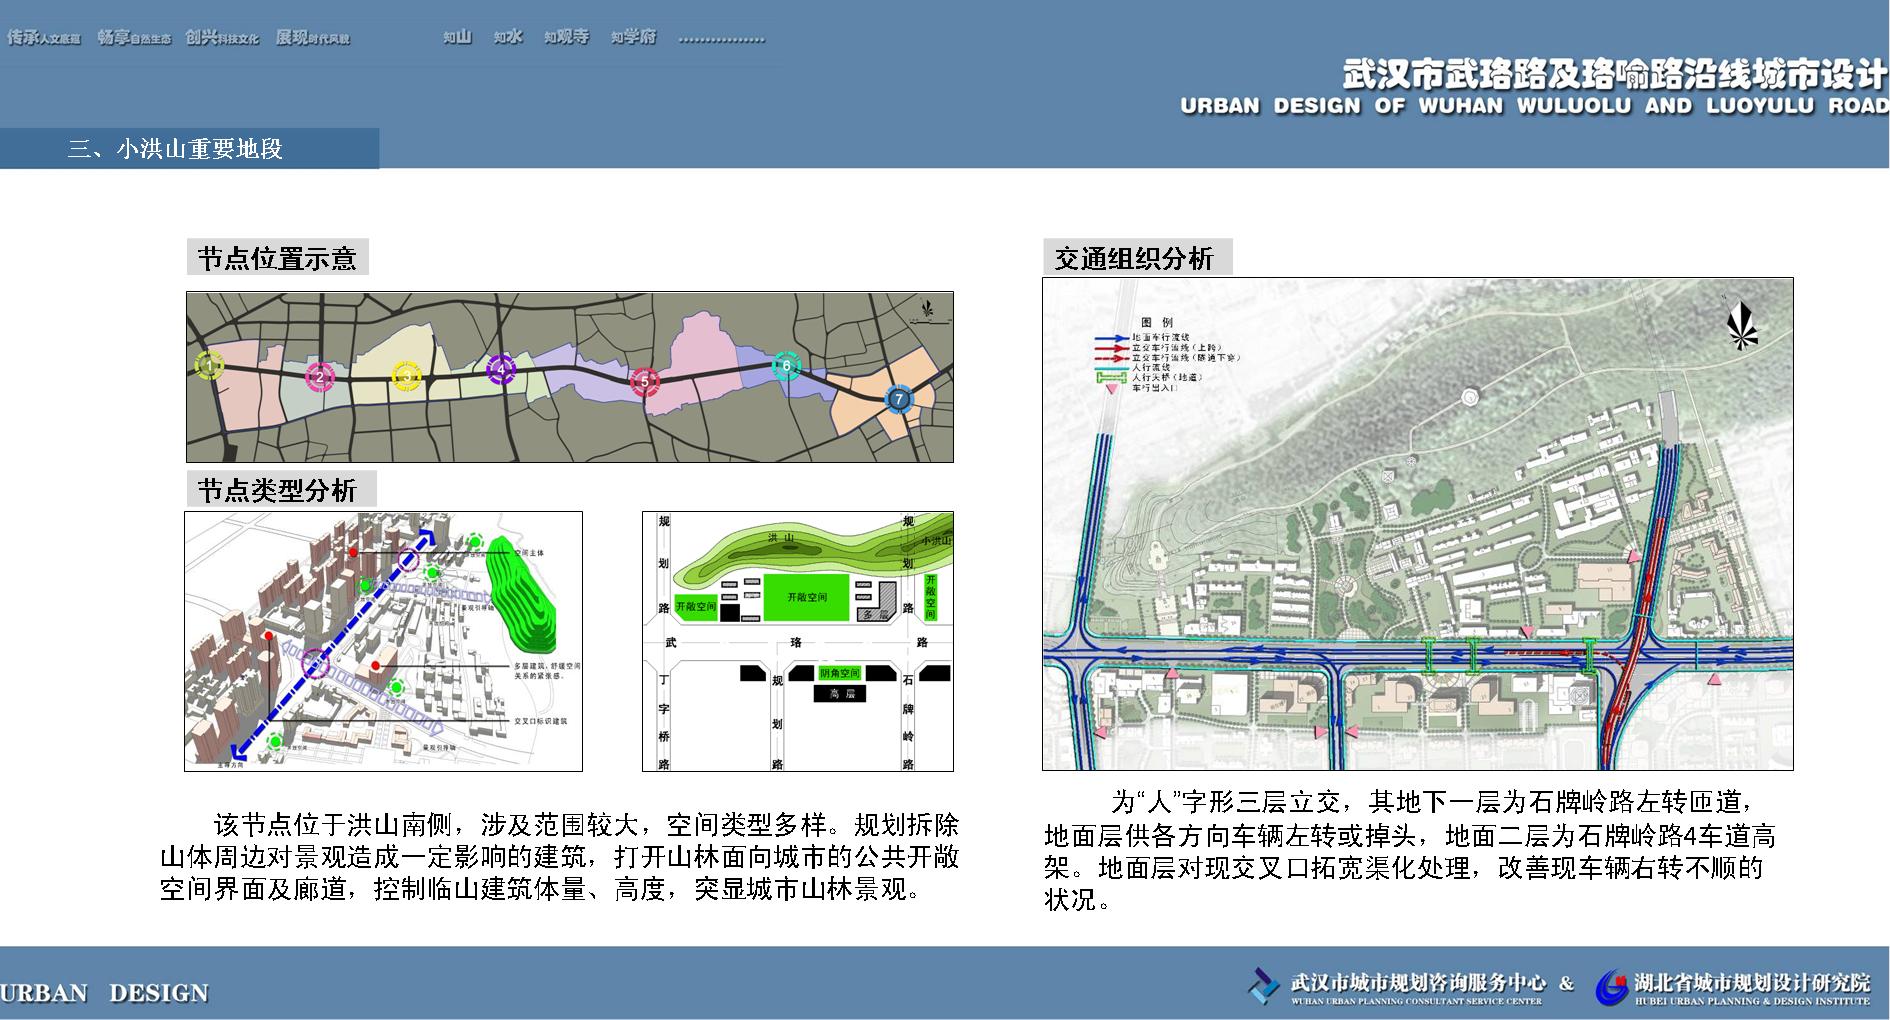 传承人文底蕴 畅享自然生态 创兴科技文化 展现时代风貌 知山 知水 知观寺 知学府 ................
武汉市武珞路及珞喻路沿线城市设计
URBAN DESIGN OF WUHAN WULUOLU AND LUOYULU ROAD
三、小洪山重要地段
节点位置示意
1
2
3
4
5
6
7
节点类型分析
空间主体
景观引导轴
多层建筑、舒缓空间
关系的紧张感。
交叉口标识建筑
景观引导轴
主导方向
规划路
洪山
规划路
小洪山
开敞空间
开敞空间
多层
开敞空间
武珞路
丁字桥路
规划路
阴角空间
高层
石牌岭路
该节点位于洪山南侧，涉及范围较大，空间类型多样。规划拆除
山体周边对景观造成一定影响的建筑，打开山林面向城市的公共开敞
空间界面及廊道，控制临山建筑体量、高度，突显城市山林景观。
交通组织分析
图例
地面车行流线
立交车行流线（上跨）
立交车行流线（隧道下穿）
人行流线
人行天桥（地道）
车行出入口
为“人”字形三层立交，其地下一层为石牌岭路左转匝道，
地面层供各方向车辆左转或掉头，地面二层为石牌岭路4车道高
架。地面层对现交叉口拓宽渠化处理，改善现车辆右转不顺的
状况。
URBAN DESIGN
武汉市城市规划咨询服务中心 & 湖北省城市规划设计研究院
WUHAN URBAN PLANNING CONSULTANT SERVICE CENTER HUBEI URBAN PLANNING & DESIGN INSTITUTE